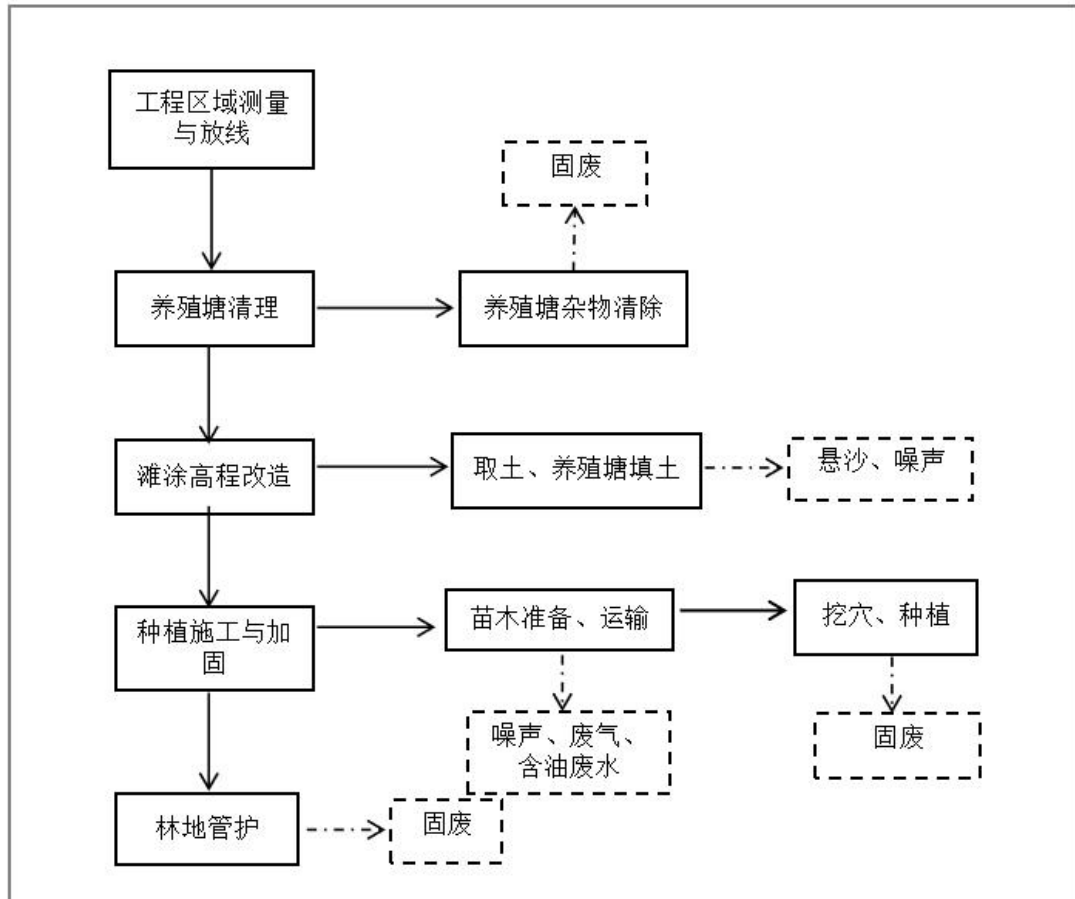 工程区域测量
与放线
固废
养殖塘清理
养殖塘杂物清除
滩涂高程改造
取土、养殖塘填土
悬沙、噪声
种植施工与加
固
苗木准备、运输
挖穴、种植
噪声、废气、
含油废水
固废
林地管护
固废